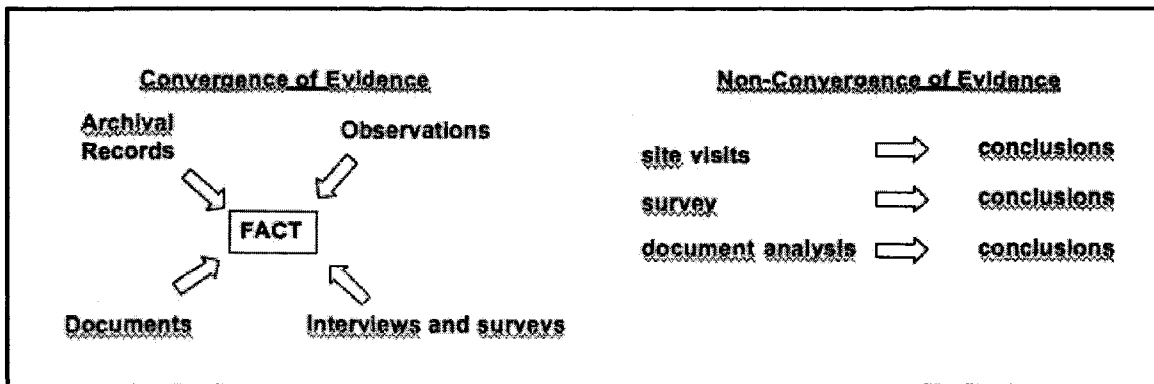 Convergence of Evidence
Archival
Records
Observations
FACT
Documents
Interviews and surveys
Non-Convergence of Evidence
site visits
conclusions
survey
conclusions
document analysis
conclusions